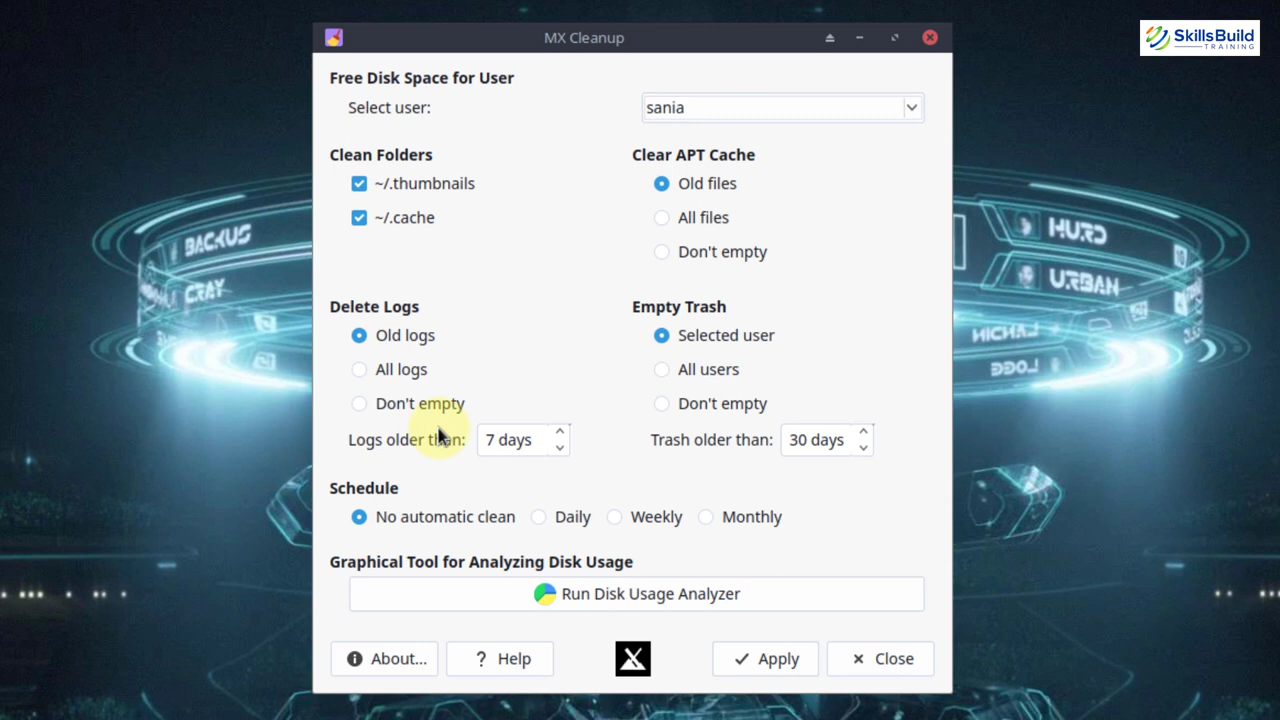 MX Cleanup
SkillsBuild
TRAINING
Free Disk Space for User
Select user:
sania
Clean Folders
Clear APT Cache
~/.thumbnails
Old files
~/.cache
All files
Don't empty
BACKUS
CRAY
HURD
URBAN
Delete Logs
Empty Trash
Old logs
Selected user
All logs
All users
Don't empty
Don't empty
Logs older than:
7 days
Trash older than:
30 days
Schedule
No automatic clean
Daily
Weekly
Monthly
Graphical Tool for Analyzing Disk Usage
Run Disk Usage Analyzer
About...
? Help
Apply
Close